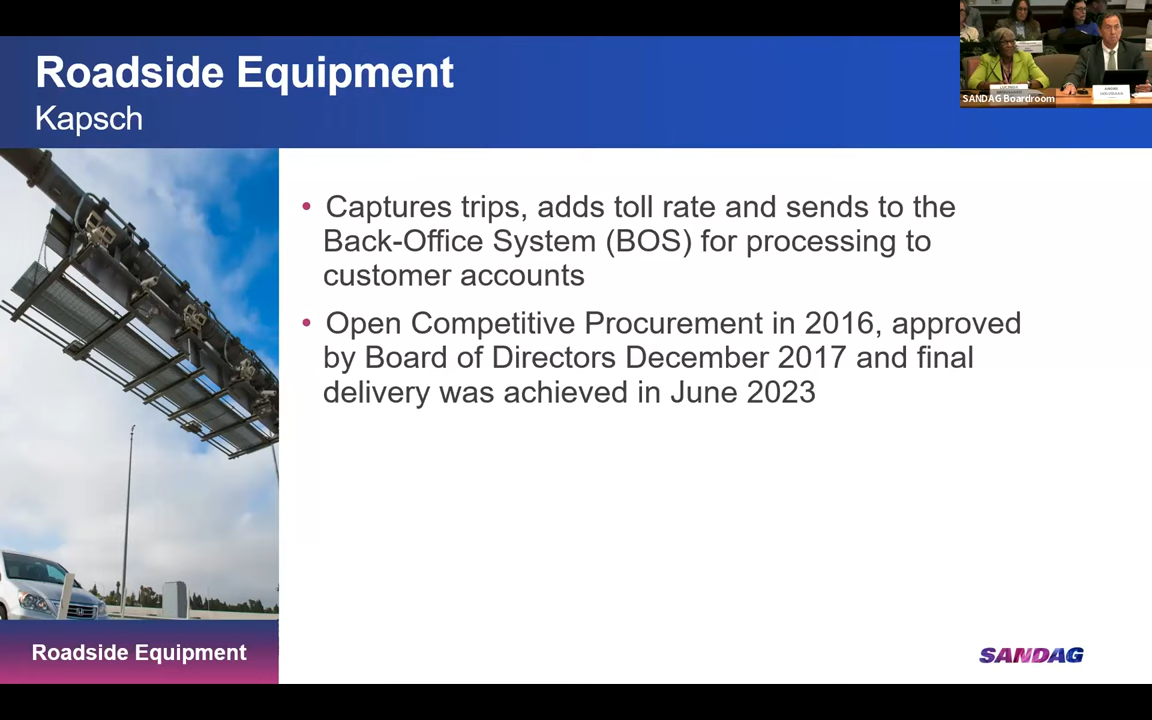 Roadside Equipment
Kapsch
SANDAG Boardroom
• Captures trips, adds toll rate and sends to the
Back-Office System (BOS) for processing to
customer accounts
• Open Competitive Procurement in 2016, approved
by Board of Directors December 2017 and final
delivery was achieved in June 2023
Roadside Equipment
SANDAG